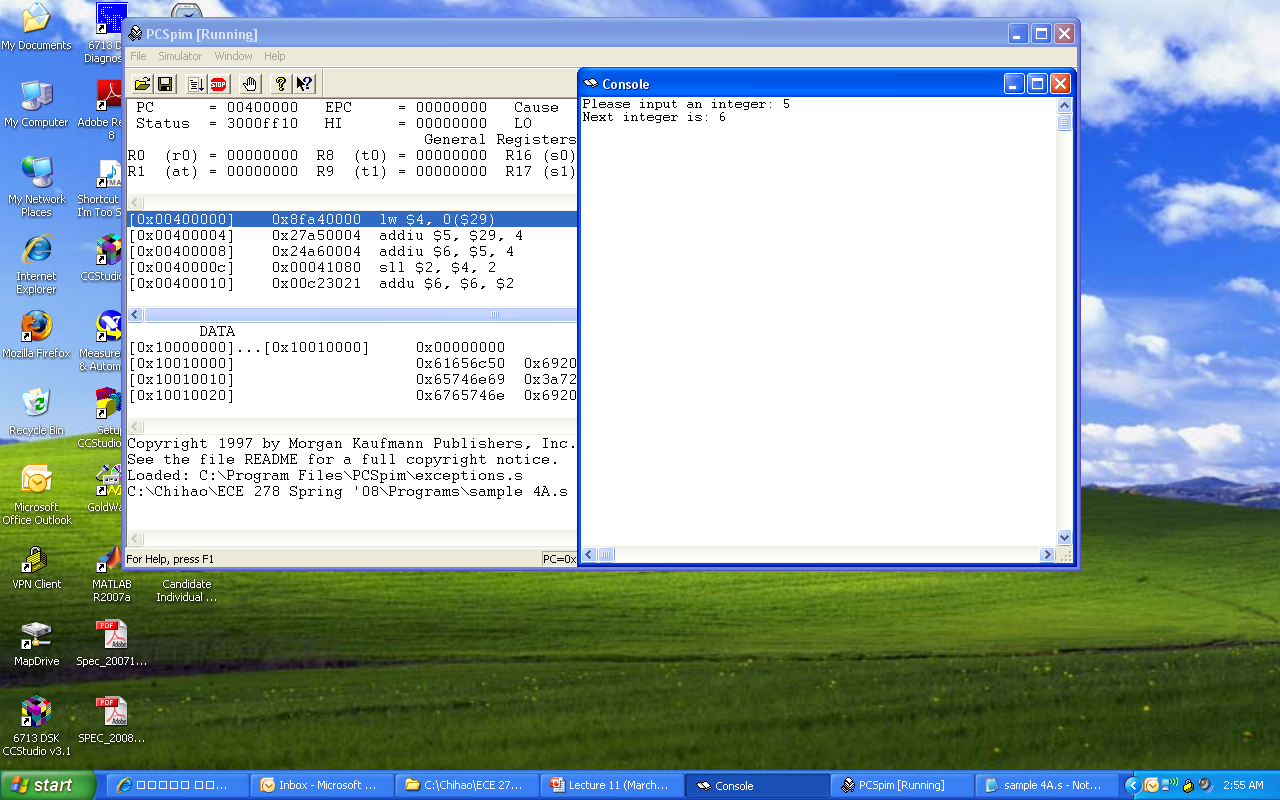 My Documents
6713 D
Diagnos
My Computer
Adobe Re
8
My Network
Places
Shortcut
I'm Too S
Internet
Explorer
CCStudio
Mozilla Firefox
Measure
& Autom
Recycle Bin
Setup
CCStudio
Microsoft
Office Outlook
GoldWa
VPN Client
MATLAB
R2007a
Candidate
Individual ...
MapDrive
Spec_20071...
6713 DSK
CCStudio v3.1
SPEC_2008...
PCSpim [Running]
File Simulator Window Help
STOP
PC = 00400000 EPC = 00000000 Cause
Status = 3000ff10 HI = 00000000 LO
General Registers
R0 (r0) = 00000000 R8 (t0) = 00000000 R16 (s0)
R1 (at) = 00000000 R9 (t1) = 00000000 R17 (s1)
[0x00400000] 0x8fa40000 lw $4, 0($29)
[0x00400004] 0x27a50004 addiu $5, $29, 4
[0x00400008] 0x24a60004 addiu $6, $5, 4
[0x0040000c] 0x00041080 sll $2, $4, 2
[0x00400010] 0x00c23021 addu $6, $6, $2
DATA
[0x10000000]...[0x10010000] 0x00000000
[0x10010000] 0x61656c50 0x6920
[0x10010010] 0x65746e69 0x3a72
[0x10010020] 0x6765746e 0x6920
Copyright 1997 by Morgan Kaufmann Publishers, Inc.
See the file README for a full copyright notice.
Loaded: C:\Program Files\PCSpim\exceptions.s
C:\Chihao\ECE 278 Spring '08\Programs\sample 4A.s
For Help, press F1
PC=0x
Console
Please input an integer: 5
Next integer is: 6
start
Inbox - Microsoft ...
C:\Chihao\ECE 27...
Lecture 11 (March...
Console
PCSpim [Running]
sample 4A.s - Not...
2:55 AM